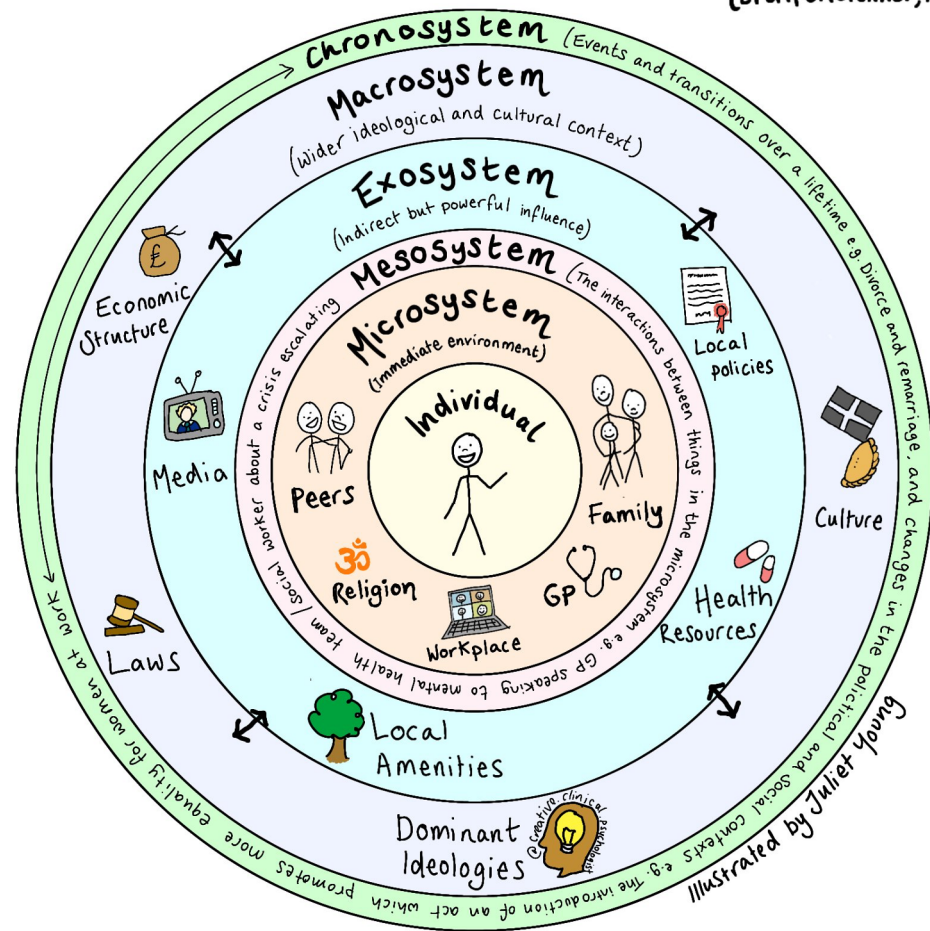 Chronosystem (Events and transitions over a lifetime e.g. Divorce and remarriage, and changes in the polictical and social contexts e.g. The introduction of an act which promotes more equality for women at work
Macrosystem
(Wider ideological and cultural context)
Exosystem
(Indirect but powerful influence)
Mesosystem (The interactions between things in the microsystem e.g. GP speaking to mental health team/social worker about a crisis escalating
Microsystem
(Immediate environment)
Individual
Peers
Family
Religion
ॐ
GP
Workplace
£
Economic
Structure
Local
policies
Media
Culture
Health
Resources
Laws
Local
Amenities
Dominant
Ideologies
@creative.clinical.psychologist
Illustrated by Juliet Young